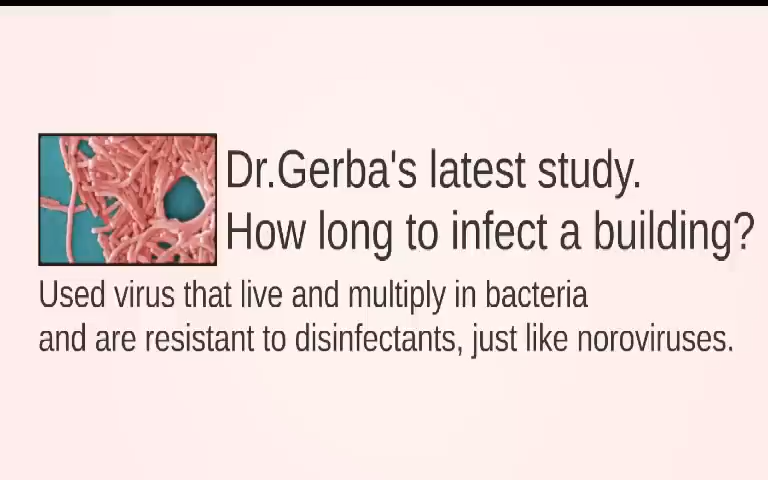 Dr.Gerba's latest study.
How long to infect a building?
Used virus that live and multiply in bacteria
and are resistant to disinfectants, just like noroviruses.